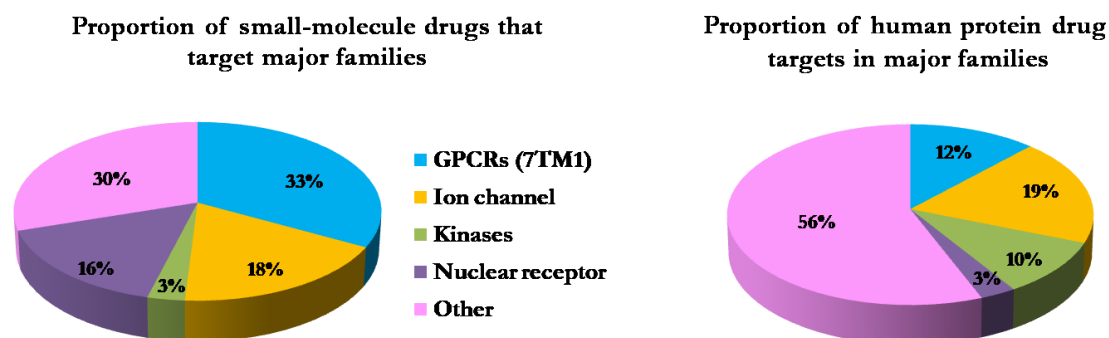 Proportion of small-molecule drugs that
target major families
33%
18%
3%
16%
30%
GPCRs (7TM1)
Ion channel
Kinases
Nuclear receptor
Other
Proportion of human protein drug
targets in major families
12%
19%
10%
3%
56%